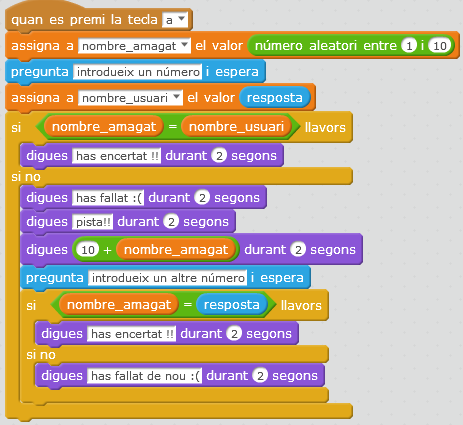 quan es premi la tecla a
assigna a nombre_amagat el valor número aleatori entre 1 i 10
pregunta introdueix un número i espera
assigna a nombre_usuari el valor resposta
si nombre_amagat = nombre_usuari llavors
digues has encertat !! durant 2 segons
si no
digues has fallat :( durant 2 segons
digues pista!! durant 2 segons
digues 10 + nombre_amagat durant 2 segons
pregunta introdueix un altre número i espera
si nombre_amagat = resposta llavors
digues has encertat !! durant 2 segons
si no
digues has fallat de nou :( durant 2 segons